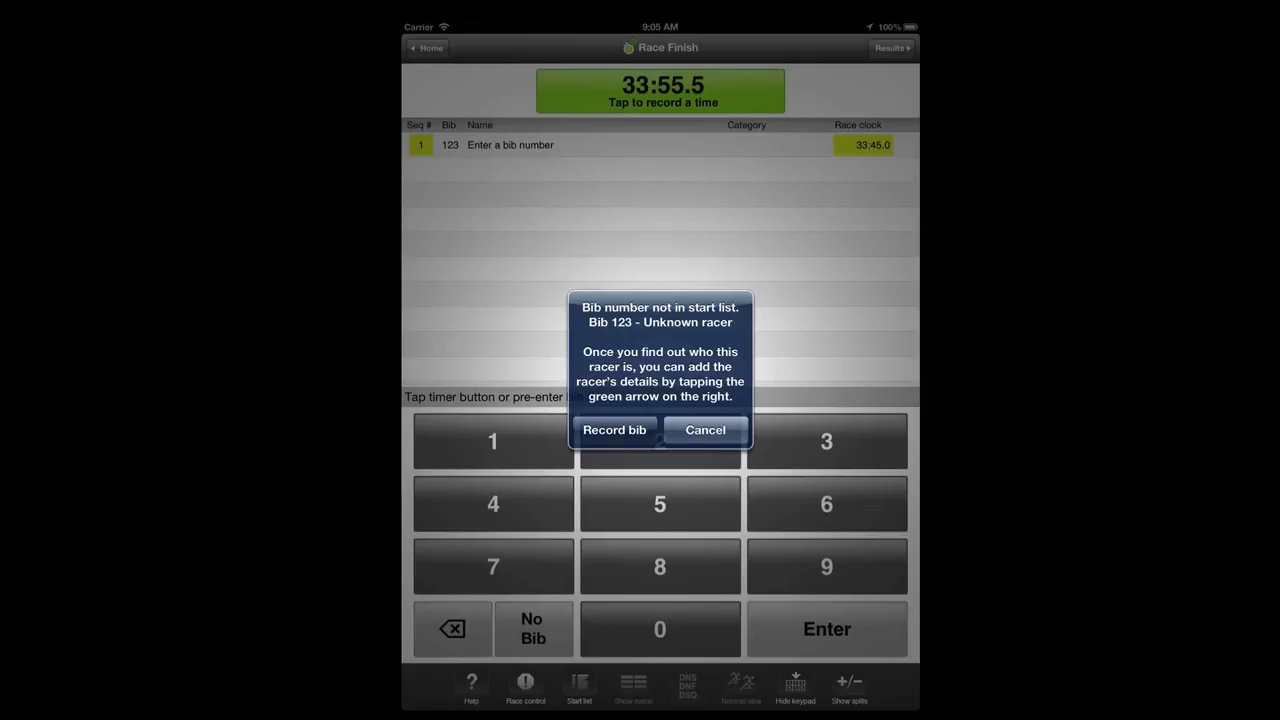 Carrier 9:05 AM 100%
Home Race Finish Results
33:55.5
Tap to record a time
Seq # Bib Name Category Race clock
1 123 Enter a bib number 33:45.0
Bib number not in start list.
Bib 123 - Unknown racer
Once you find out who this
racer is, you can add the
racer's details by tapping the
green arrow on the right.
Record bib Cancel
Tap timer button or pre-enter
1 3
4 5 6
7 8 9
No
Bib
0 Enter
? Help
! Race control
Start list
Show name
DNS
DNF
DSQ
Normal view
Hide keypad
+/-
Show splits